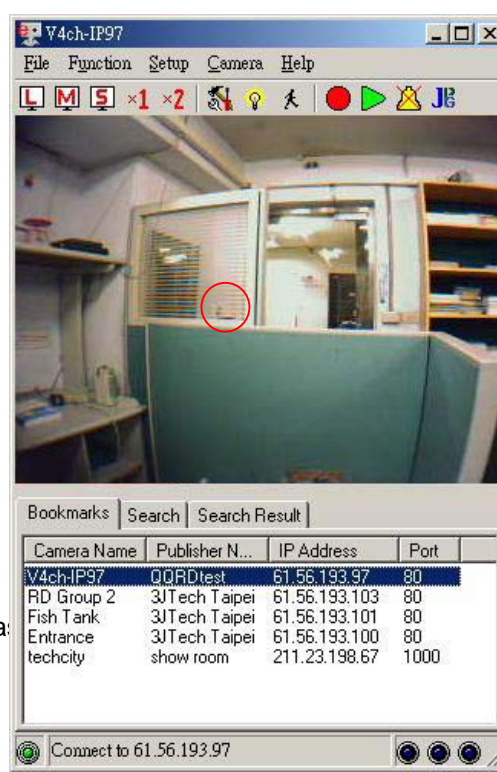 V4ch-IP97
File Function Setup Camera Help
L M S ×1 ×2
Bookmarks Search Search Result
Camera Name Publisher N... IP Address Port
V4ch-IP97 QQRDtest 61.56.193.97 80
RD Group 2 3JTech Taipei 61.56.193.103 80
Fish Tank 3JTech Taipei 61.56.193.101 80
Entrance 3JTech Taipei 61.56.193.100 80
techcity show room 211.23.198.67 1000
Connect to 61.56.193.97